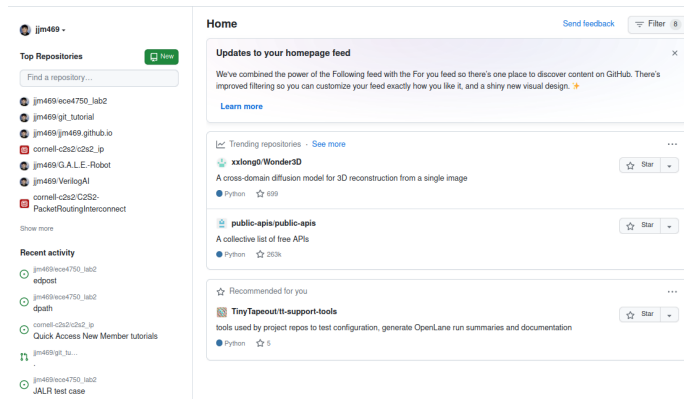 jjm469
Top Repositories
New
Find a repository…
jjm469/ece4750_lab2
jjm469/git_tutorial
jjm469/jjm469.github.io
cornell-c2s2/c2s2_ip
jjm469/G.A.L.E.-Robot
jjm469/VerilogAI
cornell-c2s2/C2S2-
PacketRoutingInterconnect
Show more
Recent activity
jjm469/ece4750_lab2
edpost
jjm469/ece4750_lab2
dpath
cornell-c2s2/c2s2_ip
Quick Access New Member tutorials
jjm469/git_tu…
.
jjm469/ece4750_lab2
JALR test case
Home
Send feedback
Filter 8
Updates to your homepage feed
We've combined the power of the Following feed with the For you feed so there's one place to discover content on GitHub. There's
improved filtering so you can customize your feed exactly how you like it, and a shiny new visual design. ✨
Learn more
Trending repositories · See more
xxlong0/Wonder3D
Star
A cross-domain diffusion model for 3D reconstruction from a single image
Python 699
public-apis/public-apis
Star
A collective list of free APIs
Python 263k
Recommended for you
TinyTapeout/tt-support-tools
Star
tools used by project repos to test configuration, generate OpenLane run summaries and documentation
Python 5